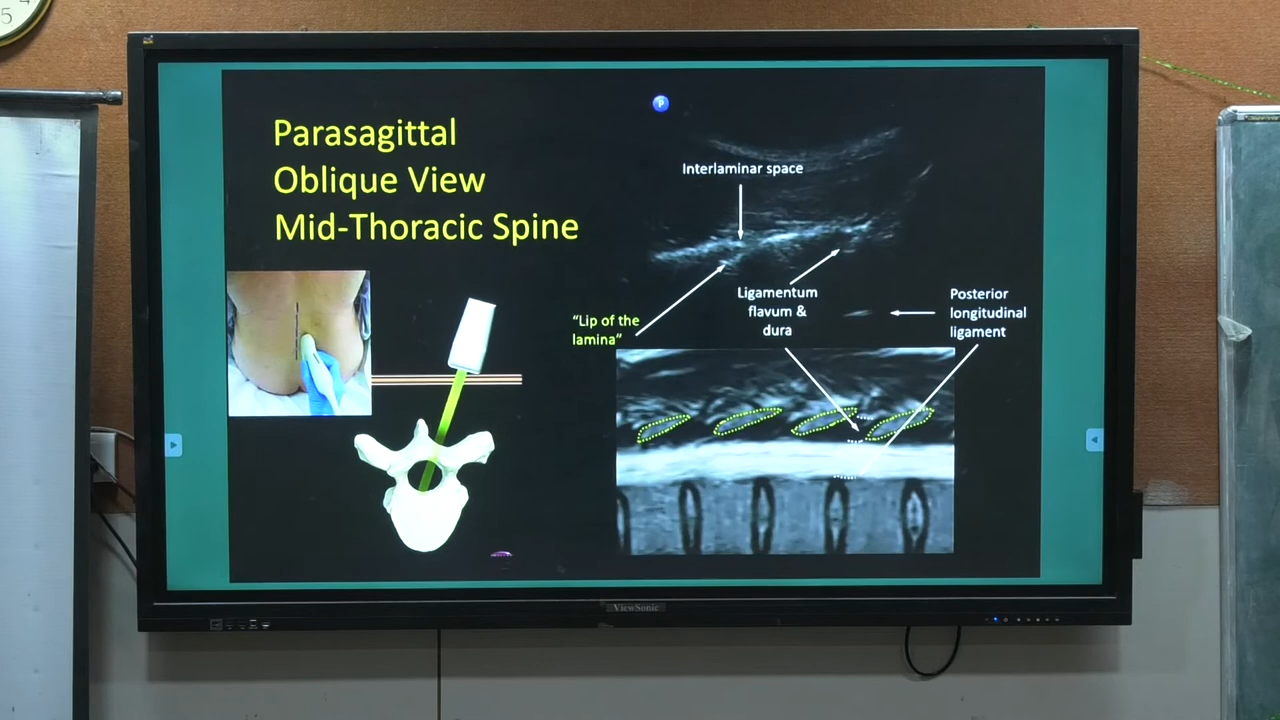 5
P
Parasagittal
Oblique View
Mid-Thoracic Spine
Interlaminar space
"Lip of the
lamina"
Ligamentum
flavum &
dura
Posterior
longitudinal
ligament
ViewSonic